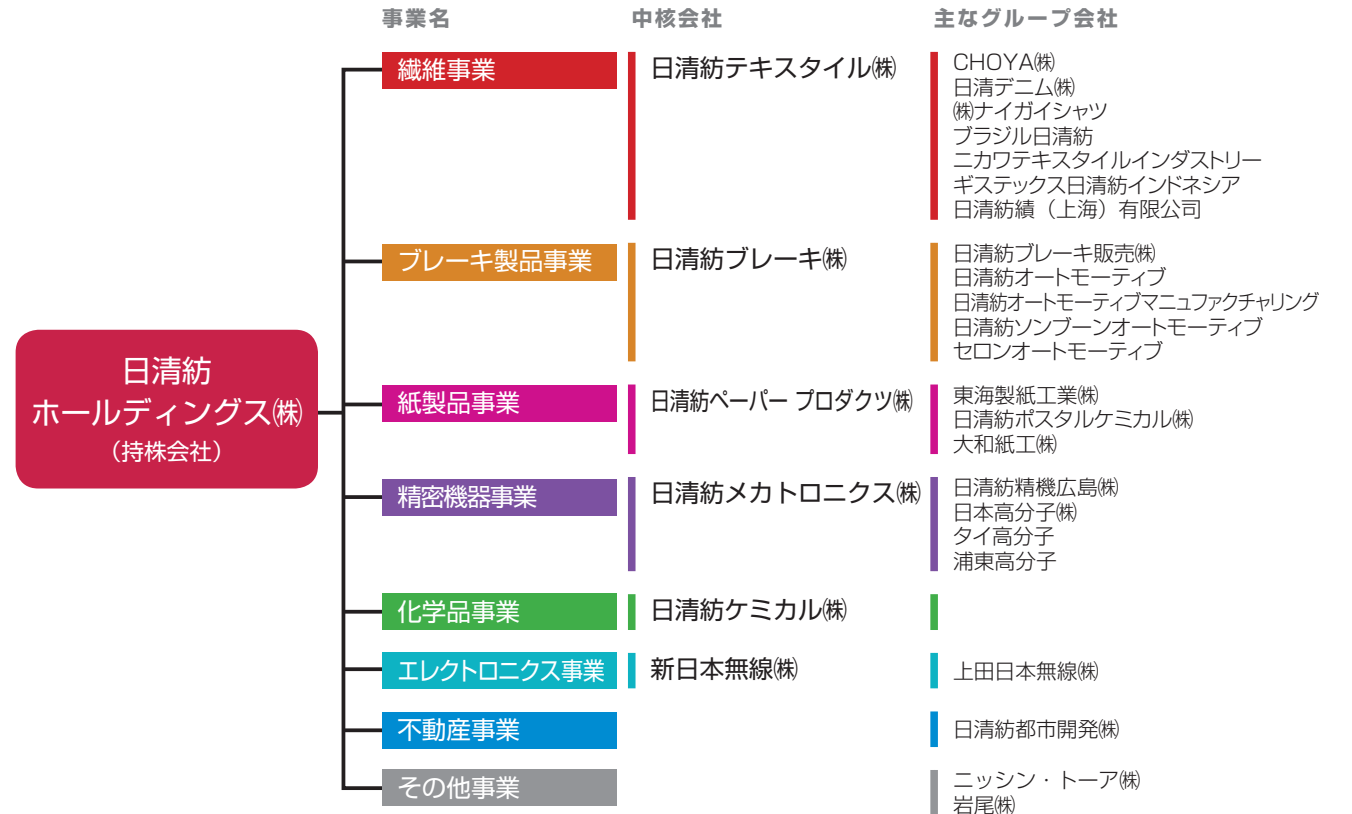 事業名
中核会社
主なグループ会社
日清紡
ホールディングス㈱
（持株会社）
繊維事業
日清紡テキスタイル㈱
CHOYA㈱
日清デニム㈱
㈱ナイガイシャツ
ブラジル日清紡
ニカワテキスタイルインダストリー
ギステックス日清紡インドネシア
日清紡績（上海）有限公司
ブレーキ製品事業
日清紡ブレーキ㈱
日清紡ブレーキ販売㈱
日清紡オートモーティブ
日清紡オートモーティブマニュファクチャリング
日清紡ソンブーンオートモーティブ
セロンオートモーティブ
紙製品事業
日清紡ペーパー プロダクツ㈱
東海製紙工業㈱
日清紡ポスタルケミカル㈱
大和紙工㈱
精密機器事業
日清紡メカトロニクス㈱
日清紡精機広島㈱
日本高分子㈱
タイ高分子
浦東高分子
化学品事業
日清紡ケミカル㈱
エレクトロニクス事業
新日本無線㈱
上田日本無線㈱
不動産事業
日清紡都市開発㈱
その他事業
ニッシン・トーア㈱
岩尾㈱